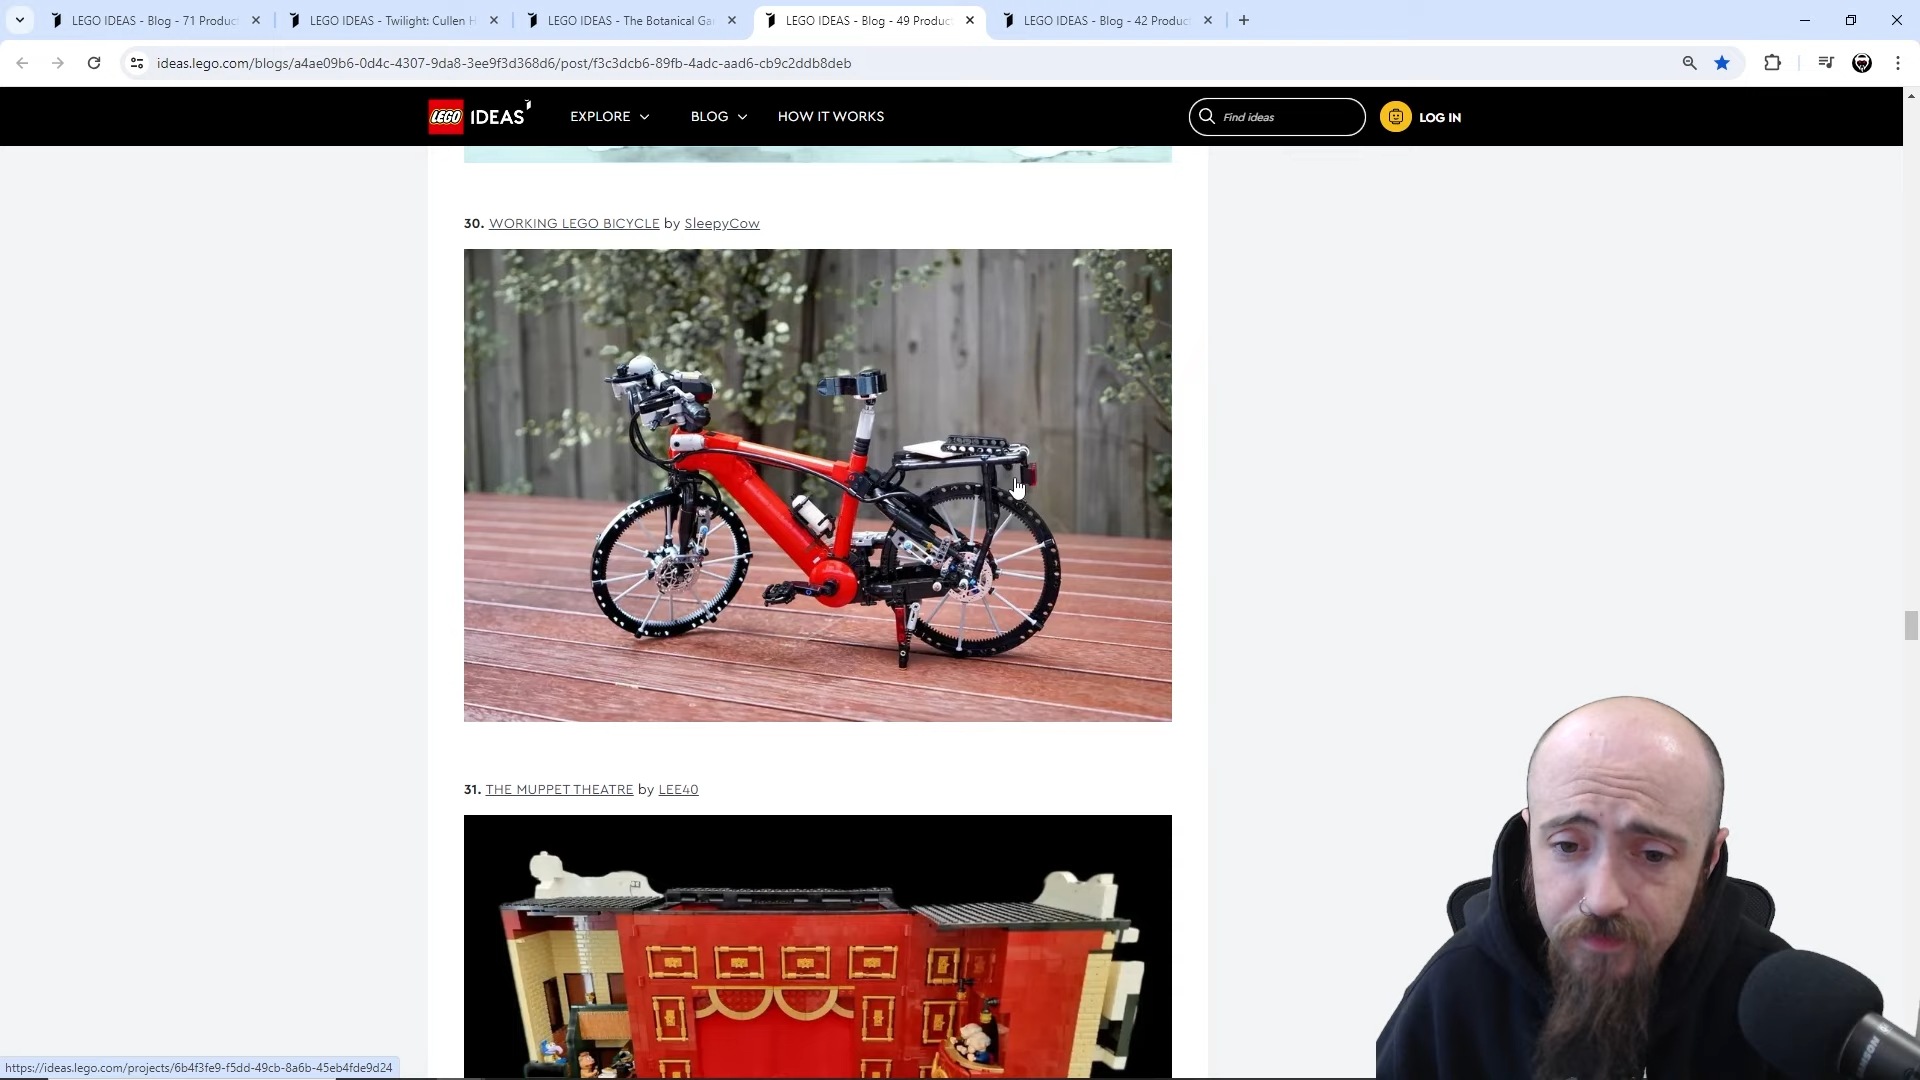 LEGO IDEAS - Blog - 71 Produc
LEGO IDEAS - Twilight: Cullen H
LEGO IDEAS - The Botanical Ga
LEGO IDEAS - Blog - 49 Produc
LEGO IDEAS - Blog - 42 Produc
ideas.lego.com/blogs/a4ae09b6-0d4c-4307-9da8-3ee9f3d368d6/post/f3c3dcb6-89fb-4adc-aad6-cb9c2ddb8deb
LEGO IDEAS
EXPLORE
BLOG
HOW IT WORKS
Find ideas
LOG IN
30. WORKING LEGO BICYCLE by SleepyCow
31. THE MUPPET THEATRE by LEE40
https://ideas.lego.com/projects/6b4f3fe9-f5dd-49cb-8a6b-45eb4fde9d24